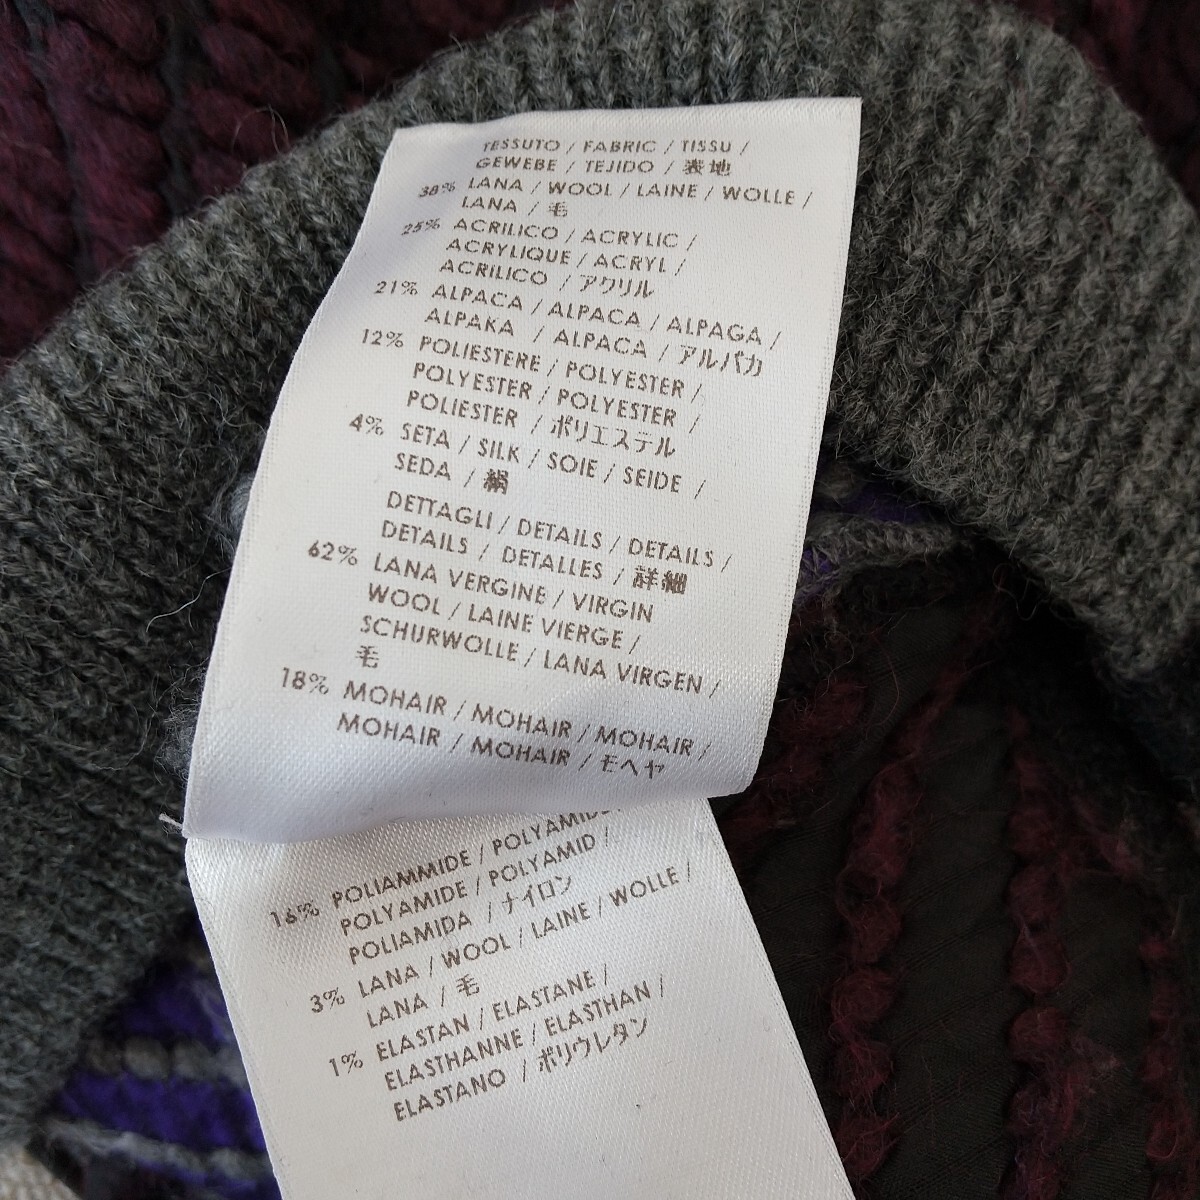 TESSUTO / FABRIC / TISSU /
GEWEBE / TEJIDO / 表地
38% LANA / WOOL / LAINE / WOLLE /
LANA / 毛
25% ACRILICO / ACRYLIC /
ACRYLIQUE / ACRYL /
ACRILICO / アクリル
21% ALPACA / ALPACA / ALPAGA /
ALPAKA / ALPACA / アルパカ
12% POLIESTERE / POLYESTER /
POLYESTER / POLYESTER /
POLIESTER / ポリエステル
4% SETA / SILK / SOIE / SEIDE /
SEDA / 絹
DETTAGLI / DETAILS / DETAILS /
DETAILS / DETALLES / 詳細
62% LANA VERGINE / VIRGIN
WOOL / LAINE VIERGE /
SCHURWOLLE / LANA VIRGEN /
毛
18% MOHAIR / MOHAIR / MOHAIR /
MOHAIR / MOHAIR / モヘヤ
16% POLIAMMIDE / POLYAMIDE
POLYAMIDE / POLYAMID /
POLIAMIDA / ナイロン
3% LANA / WOOL / LAINE / WOLLE /
LANA / 毛
1% ELASTAN / ELASTANE /
ELASTHANNE / ELASTHAN /
ELASTANO / ポリウレタン